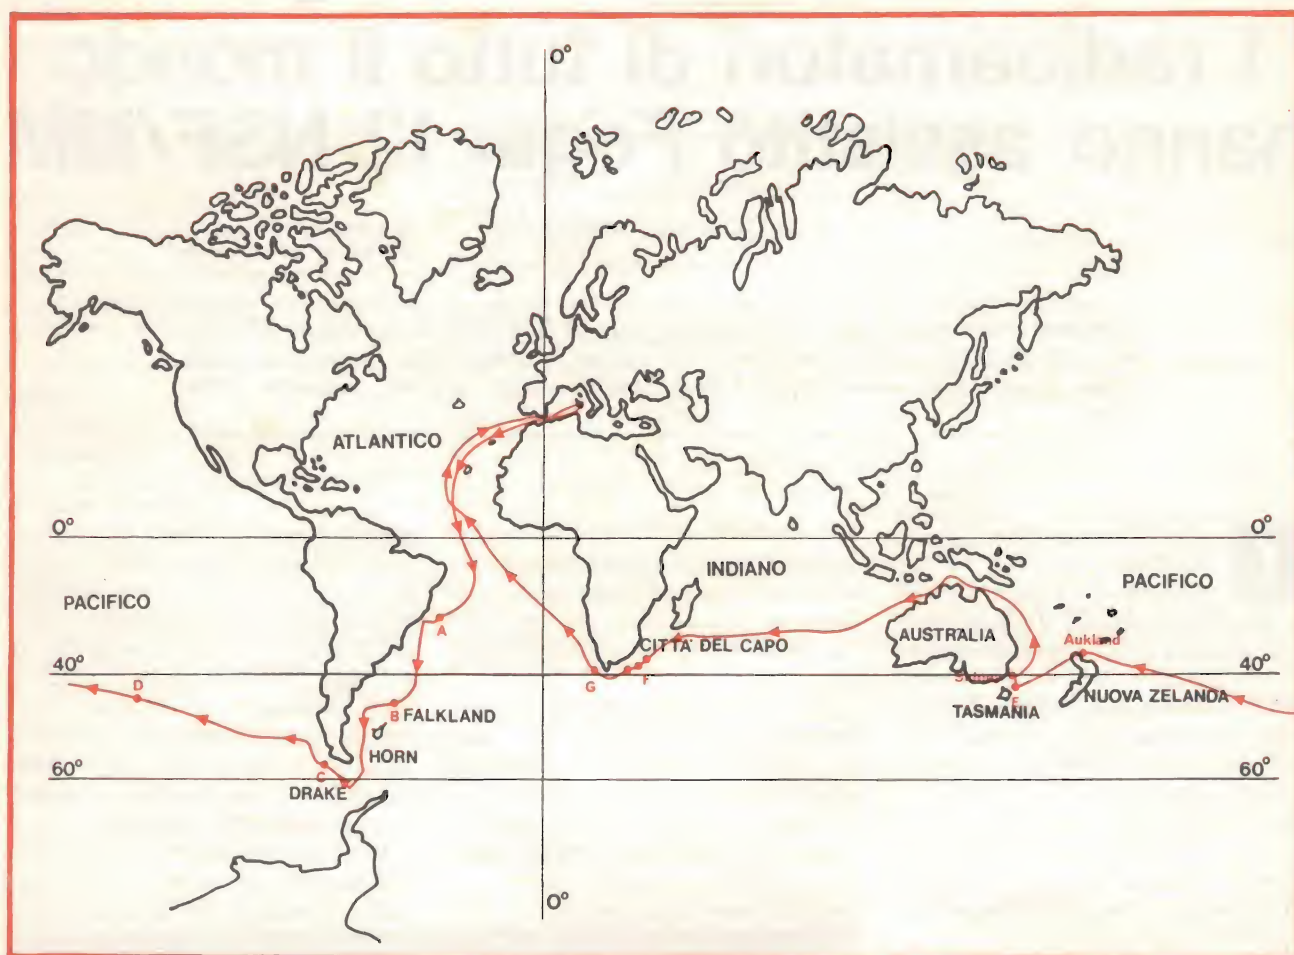 0°
ATLANTICO
0°
0°
INDIANO
PACIFICO
PACIFICO
A
AUSTRALIA
Aukland
CITTA' DEL CAPO
40°
40°
D
G
F
E
NUOVA ZELANDA
B
FALKLAND
TASMANIA
HORN
C
60°
60°
DRAKE
0°